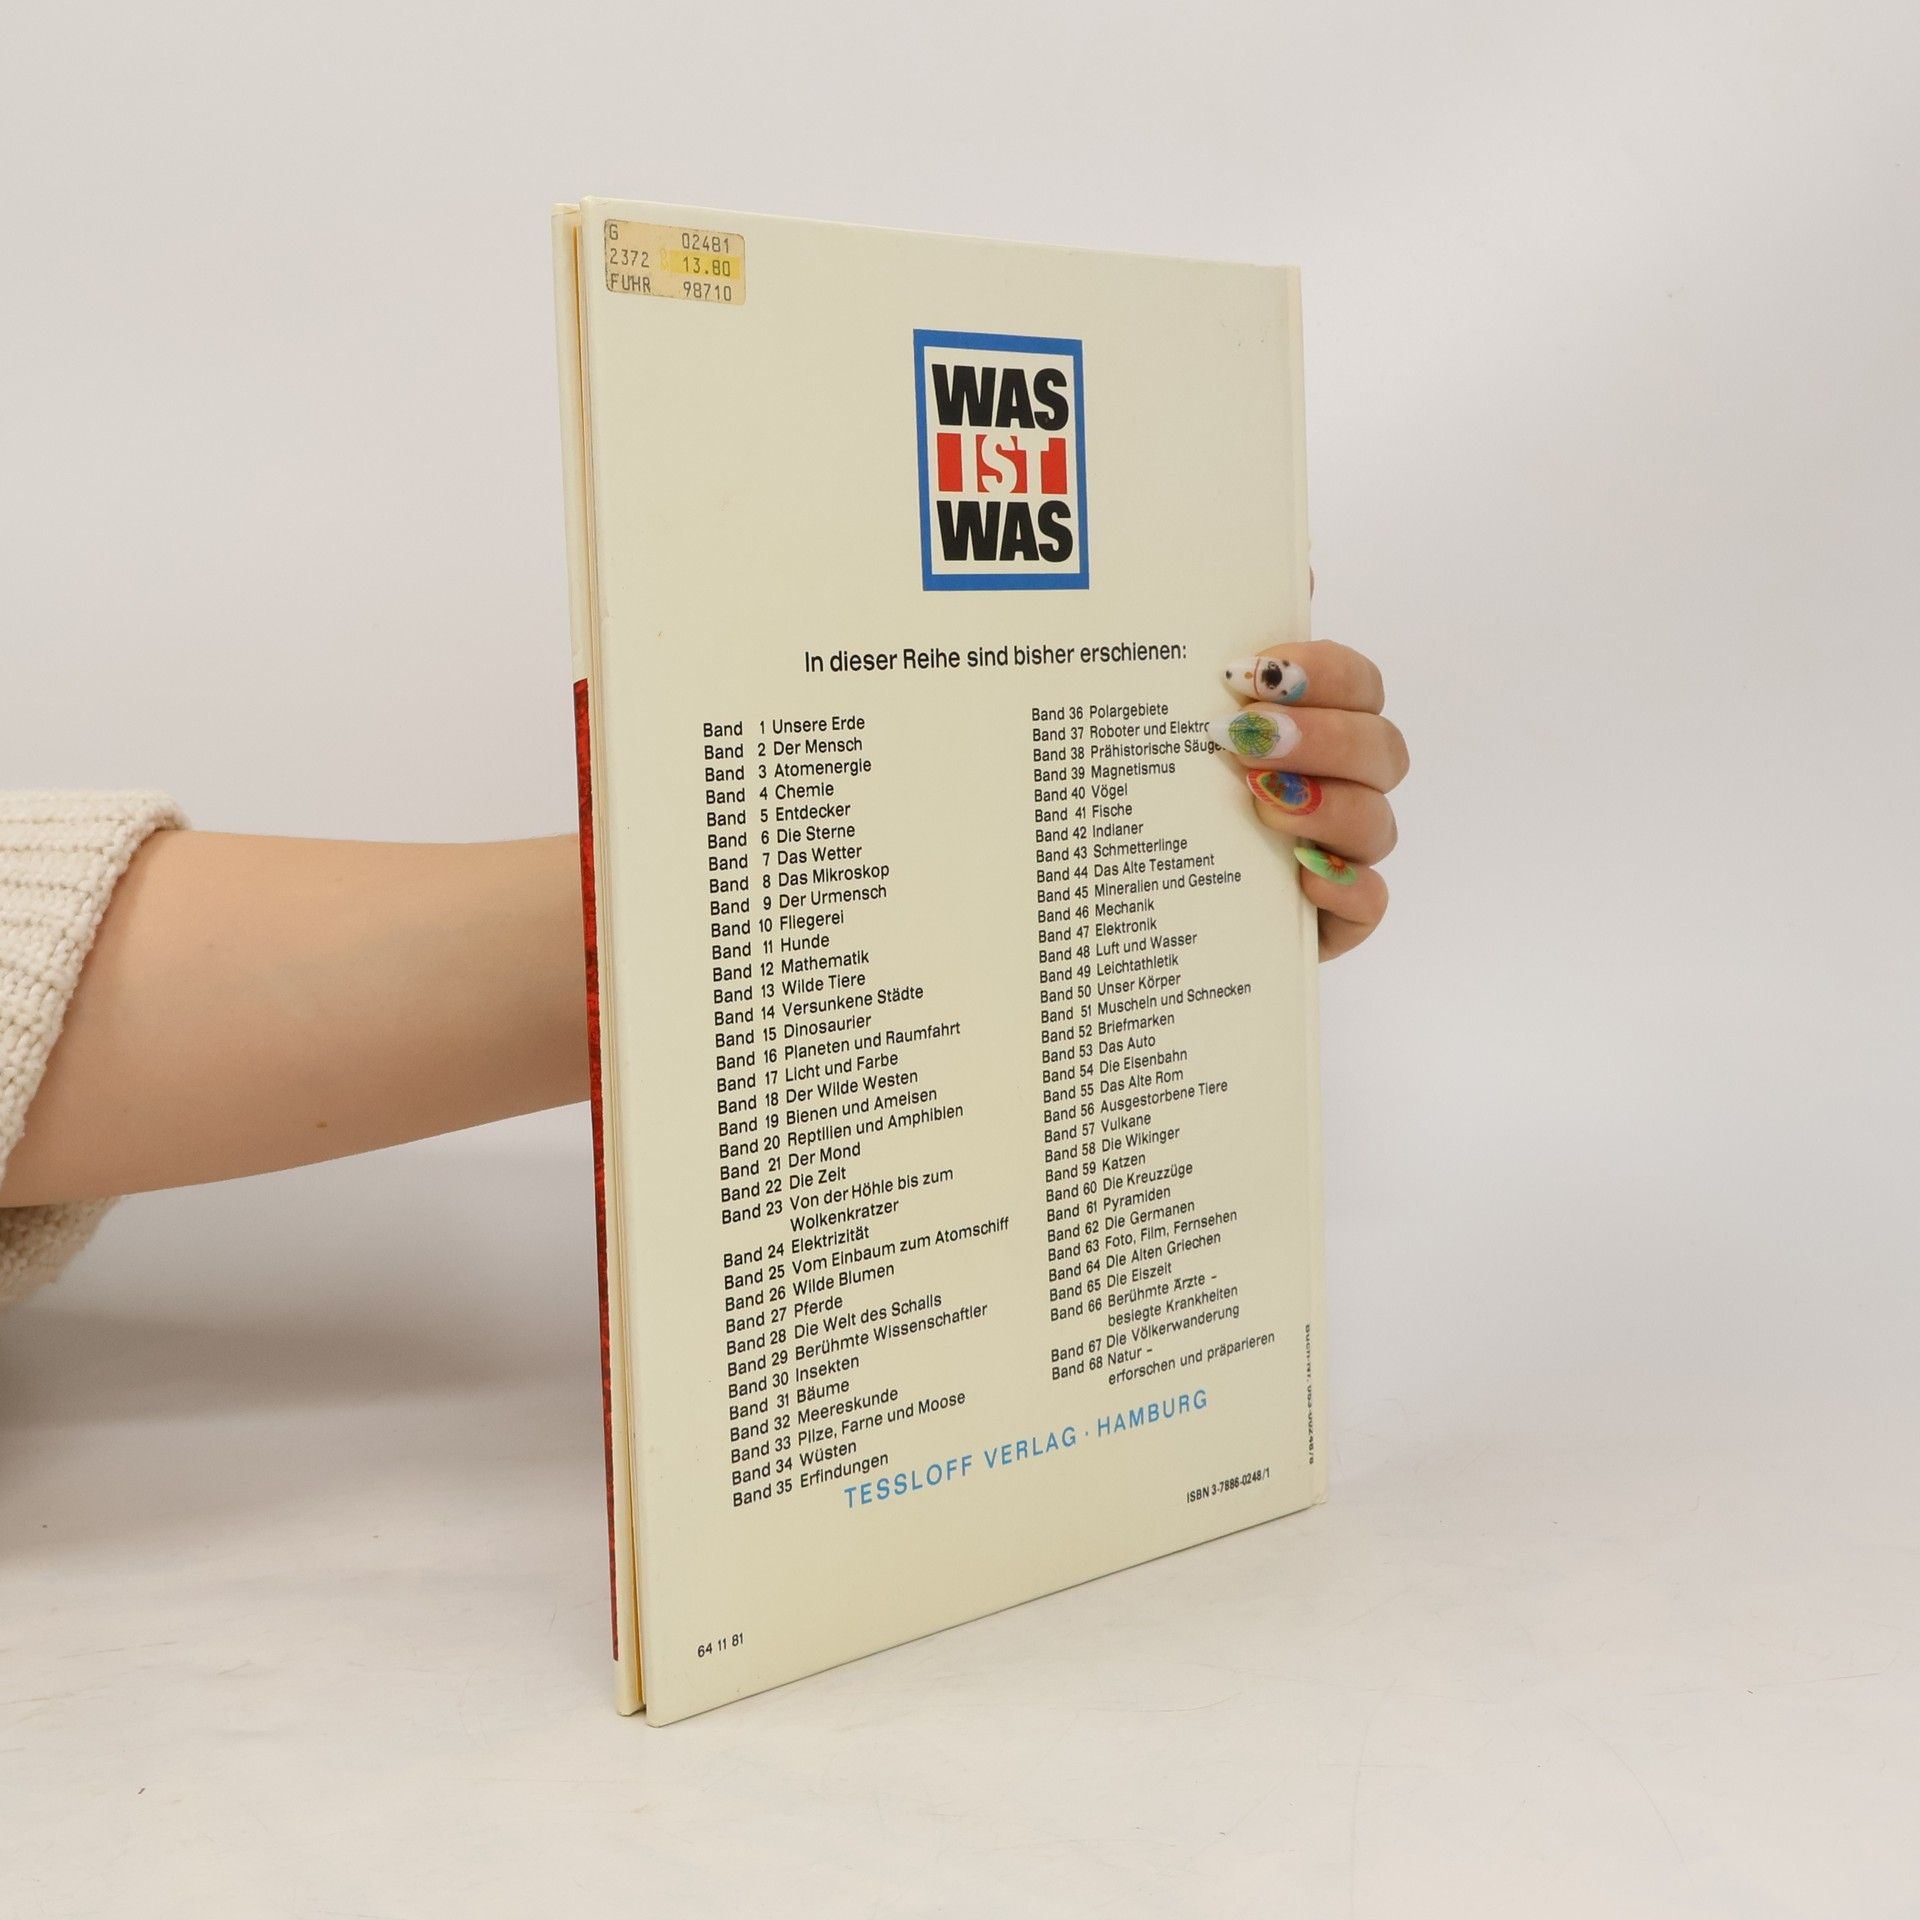 G 02481
2372 13.80
FUHR 98710
WAS
IST
WAS
In dieser Reihe sind bisher erschienen:
Band 1 Unsere Erde
Band 2 Der Mensch
Band 3 Atomenergie
Band 4 Chemie
Band 5 Entdecker
Band 6 Die Sterne
Band 7 Das Wetter
Band 8 Das Mikroskop
Band 9 Der Urmensch
Band 10 Fliegerei
Band 11 Hunde
Band 12 Mathematik
Band 13 Wilde Tiere
Band 14 Versunkene Städte
Band 15 Dinosaurier
Band 16 Planeten und Raumfahrt
Band 17 Licht und Farbe
Band 18 Der Wilde Westen
Band 19 Bienen und Ameisen
Band 20 Reptilien und Amphibien
Band 21 Der Mond
Band 22 Die Zeit
Band 23 Von der Höhle bis zum
Wolkenkratzer
Band 24 Elektrizität
Band 25 Vom Einbaum zum Atomschiff
Band 26 Wilde Blumen
Band 27 Pferde
Band 28 Die Welt des Schalls
Band 29 Berühmte Wissenschaftler
Band 30 Insekten
Band 31 Bäume
Band 32 Meereskunde
Band 33 Pilze, Farne und Moose
Band 34 Wüsten
Band 35 Erfindungen
Band 36 Polargebiete
Band 37 Roboter und
Band 38 Prähistorische
Band 39 Magnetismus
Band 40 Vögel
Band 41 Fische
Band 42 Indianer
Band 43 Schmetterlinge
Band 44 Das Alte Testament
Band 45 Mineralien und Gesteine
Band 46 Mechanik
Band 47 Elektronik
Band 48 Luft und Wasser
Band 49 Leichtathletik
Band 50 Unser Körper
Band 51 Muscheln und Schnecken
Band 52 Briefmarken
Band 53 Das Auto
Band 54 Die Eisenbahn
Band 55 Das Alte Rom
Band 56 Ausgestorbene Tiere
Band 57 Vulkane
Band 58 Die Wikinger
Band 59 Katzen
Band 60 Die Kreuzzüge
Band 61 Pyramiden
Band 62 Die Germanen
Band 63 Foto, Film, Fernsehen
Band 64 Die Alten Griechen
Band 65 Die Eiszeit
Band 66 Berühmte Ärzte –
besiegte Krankheiten
Band 67 Die Völkerwanderung
Band 68 Natur –
erforschen und präparieren
TESSLOFF VERLAG · HAMBURG
ISBN 3-7886-0248/1
64 11 81